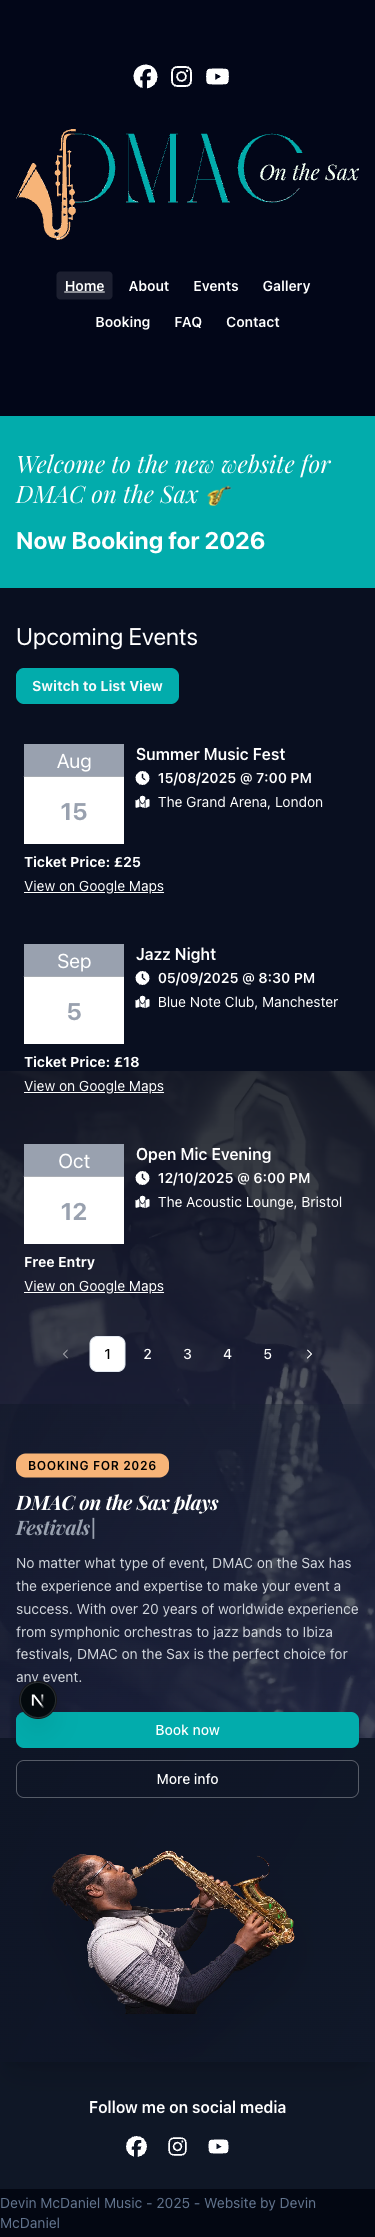 DMAC
On the Sax
Home About Events Gallery
Booking FAQ Contact
Welcome to the new website for
DMAC on the Sax 🎷
Now Booking for 2026
Upcoming Events
Switch to List View
Aug
15
Summer Music Fest
15/08/2025 @ 7:00 PM
The Grand Arena, London
Ticket Price: £25
View on Google Maps
Sep
5
Jazz Night
05/09/2025 @ 8:30 PM
Blue Note Club, Manchester
Ticket Price: £18
View on Google Maps
Oct
12
Open Mic Evening
12/10/2025 @ 6:00 PM
The Acoustic Lounge, Bristol
Free Entry
View on Google Maps
1 2 3 4 5
BOOKING FOR 2026
DMAC on the Sax plays
Festivals|
No matter what type of event, DMAC on the Sax has
the experience and expertise to make your event a
success. With over 20 years of worldwide experience
from symphonic orchestras to jazz bands to Ibiza
festivals, DMAC on the Sax is the perfect choice for
any event.
N
Book now
More info
Follow me on social media
Devin McDaniel Music - 2025 - Website by Devin
McDaniel